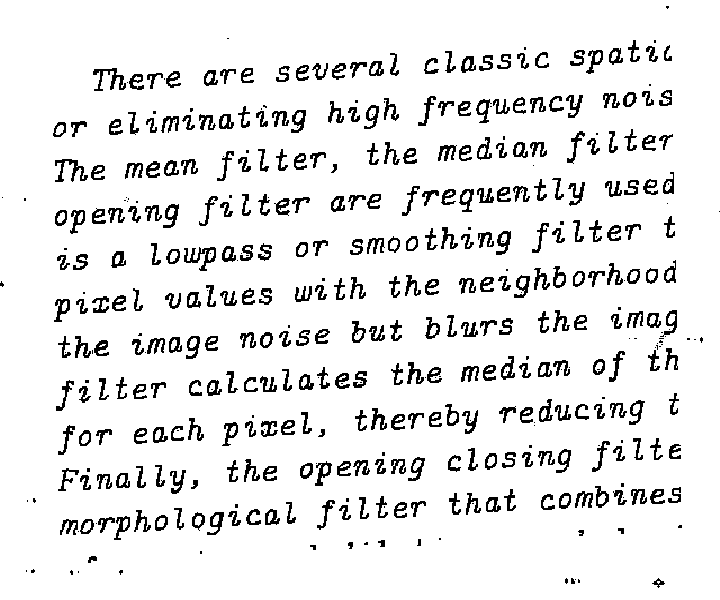 There are several classic spatic
or eliminating high frequency nois
The mean filter, the median filter
opening filter are frequently used
is a lowpass or smoothing filter t
pixel values with the neighborhood
the image noise but blurs the imag
filter calculates the median of th
for each pixel, thereby reducing t
Finally, the opening closing filte
morphological filter that combines